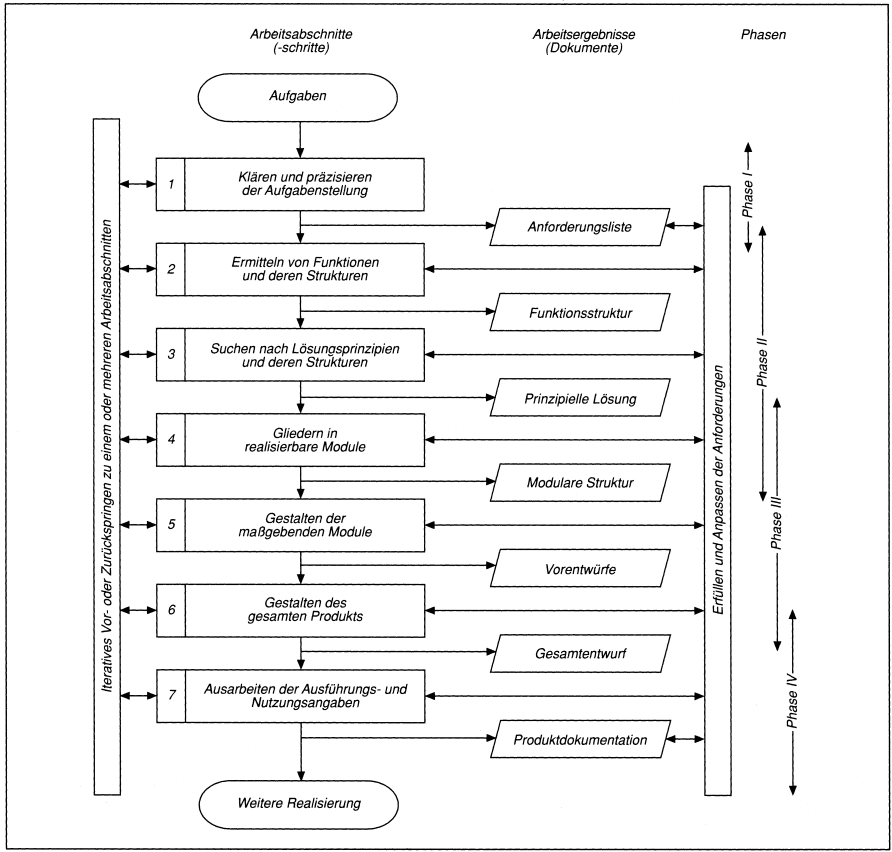 Arbeitsabschnitte
(-schritte)
Arbeitsergebnisse
(Dokumente)
Phasen
Aufgaben
1
Klären und präzisieren
der Aufgabenstellung
Anforderungsliste
2
Ermitteln von Funktionen
und deren Strukturen
Funktionsstruktur
3
Suchen nach Lösungsprinzipien
und deren Strukturen
Prinzipielle Lösung
4
Gliedern in
realisierbare Module
Modulare Struktur
5
Gestalten der
maßgebenden Module
Vorentwürfe
6
Gestalten des
gesamten Produkts
Gesamtentwurf
7
Ausarbeiten der Ausführungs- und
Nutzungsangaben
Produktdokumentation
Weitere Realisierung
Iteratives Vor- oder Zurückspringen zu einem oder mehreren Arbeitsabschnitten
Erfüllen und Anpassen der Anforderungen
Phase I
Phase II
Phase III
Phase IV